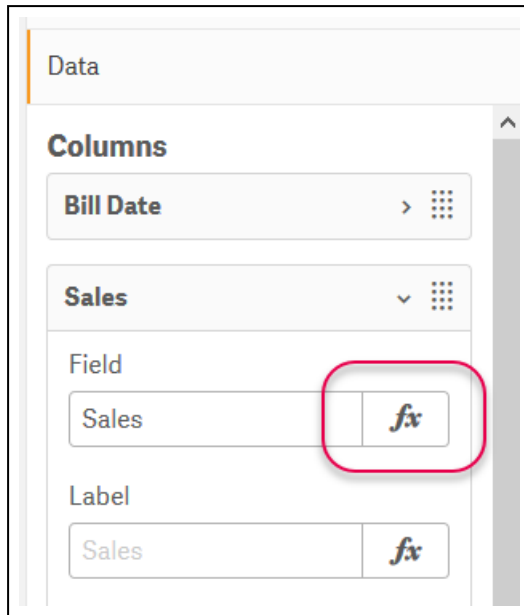 Data
Columns
Bill Date
Sales
Field
Sales fx
Label
Sales fx